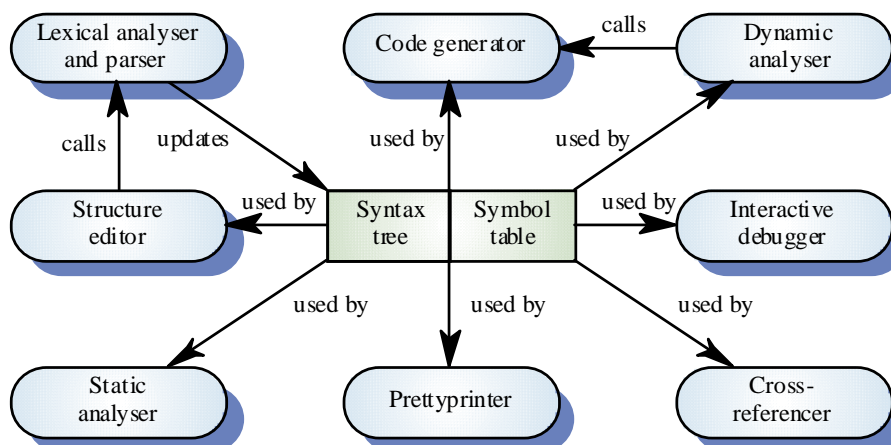 Lexical analyser
and parser
Code generator
calls
Dynamic
analyser
calls
updates
used by
used by
Structure
editor
used by
Syntax
tree
Symbol
table
used by
Interactive
debugger
used by
used by
used by
Static
analyser
Prettyprinter
Cross-
referencer